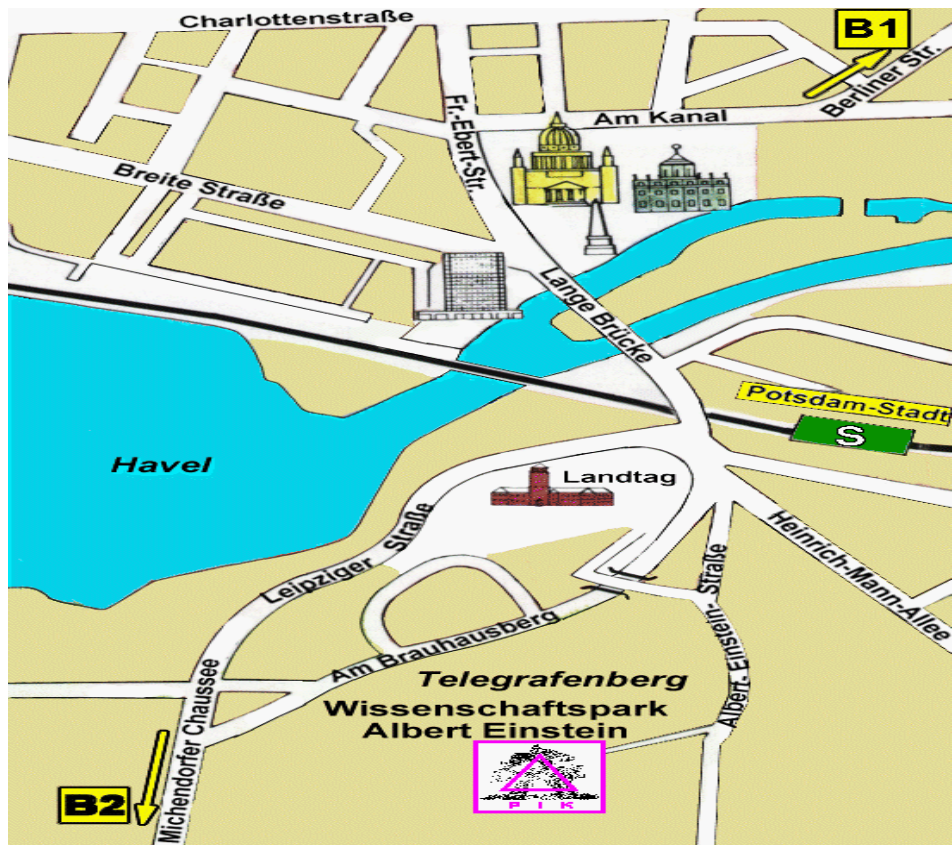 Charlottenstraße
B1
Berliner Str.
Am Kanal
Fr.-Ebert-Str.
Breite Straße
Lange Brücke
Potsdam-Stadt
S
Havel
Landtag
Leipziger Straße
Heinrich-Mann-Allee
Albert-Einstein-Straße
Am Brauhausberg
Telegrafenberg
Wissenschaftspark
Albert Einstein
PIK
Michendorfer Chaussee
B2